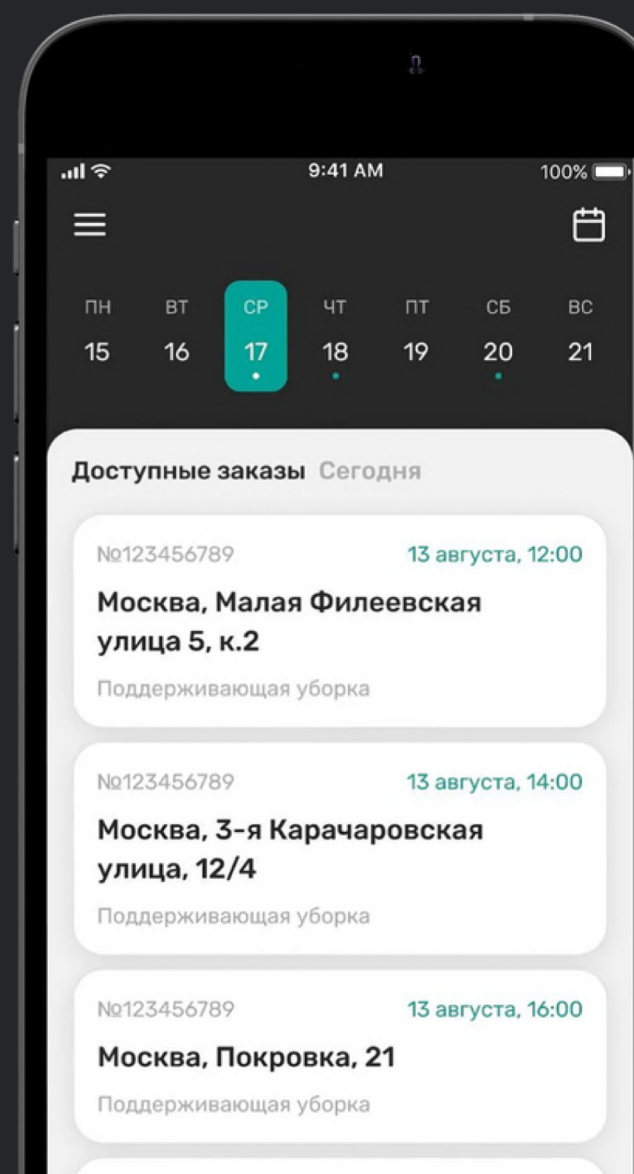 9:41 AM 100%
ПН ВТ СР ЧТ ПТ СБ ВС
15 16 17 18 19 20 21
Доступные заказы Сегодня
№123456789 13 августа, 12:00
Москва, Малая Филеевская
улица 5, к.2
Поддерживающая уборка
№123456789 13 августа, 14:00
Москва, 3-я Карачаровская
улица, 12/4
Поддерживающая уборка
№123456789 13 августа, 16:00
Москва, Покровка, 21
Поддерживающая уборка